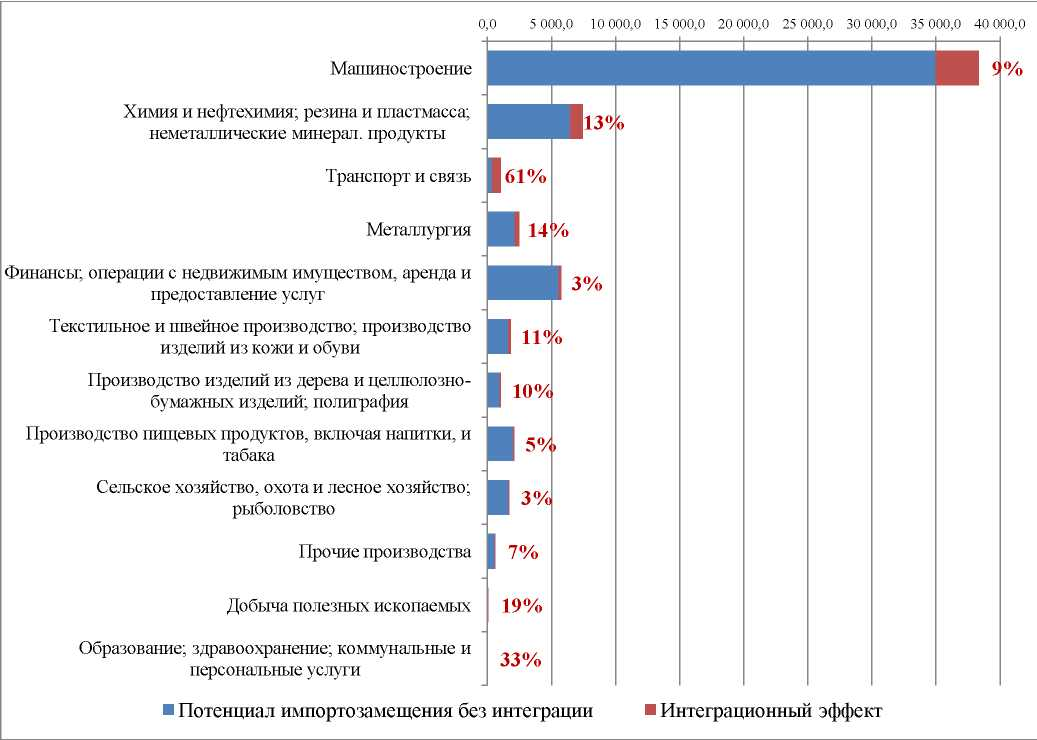 0,0 5 000,0 10 000,0 15 000,0 20 000,0 25 000,0 30 000,0 35 000,0 40 000,0
Машиностроение
9%
Химия и нефтехимия; резина и пластмасса;
неметаллические минерал. продукты
13%
Транспорт и связь
61%
Металлургия
14%
Финансы; операции с недвижимым имуществом, аренда и
предоставление услуг
3%
Текстильное и швейное производство; производство
изделий из кожи и обуви
11%
Производство изделий из дерева и целлюлозно-
бумажных изделий; полиграфия
10%
Производство пищевых продуктов, включая напитки, и
табака
5%
Сельское хозяйство, охота и лесное хозяйство;
рыболовство
3%
Прочие производства
7%
Добыча полезных ископаемых
19%
Образование; здравоохранение; коммунальные и
персональные услуги
33%
Потенциал импортозамещения без интеграции
Интеграционный эффект